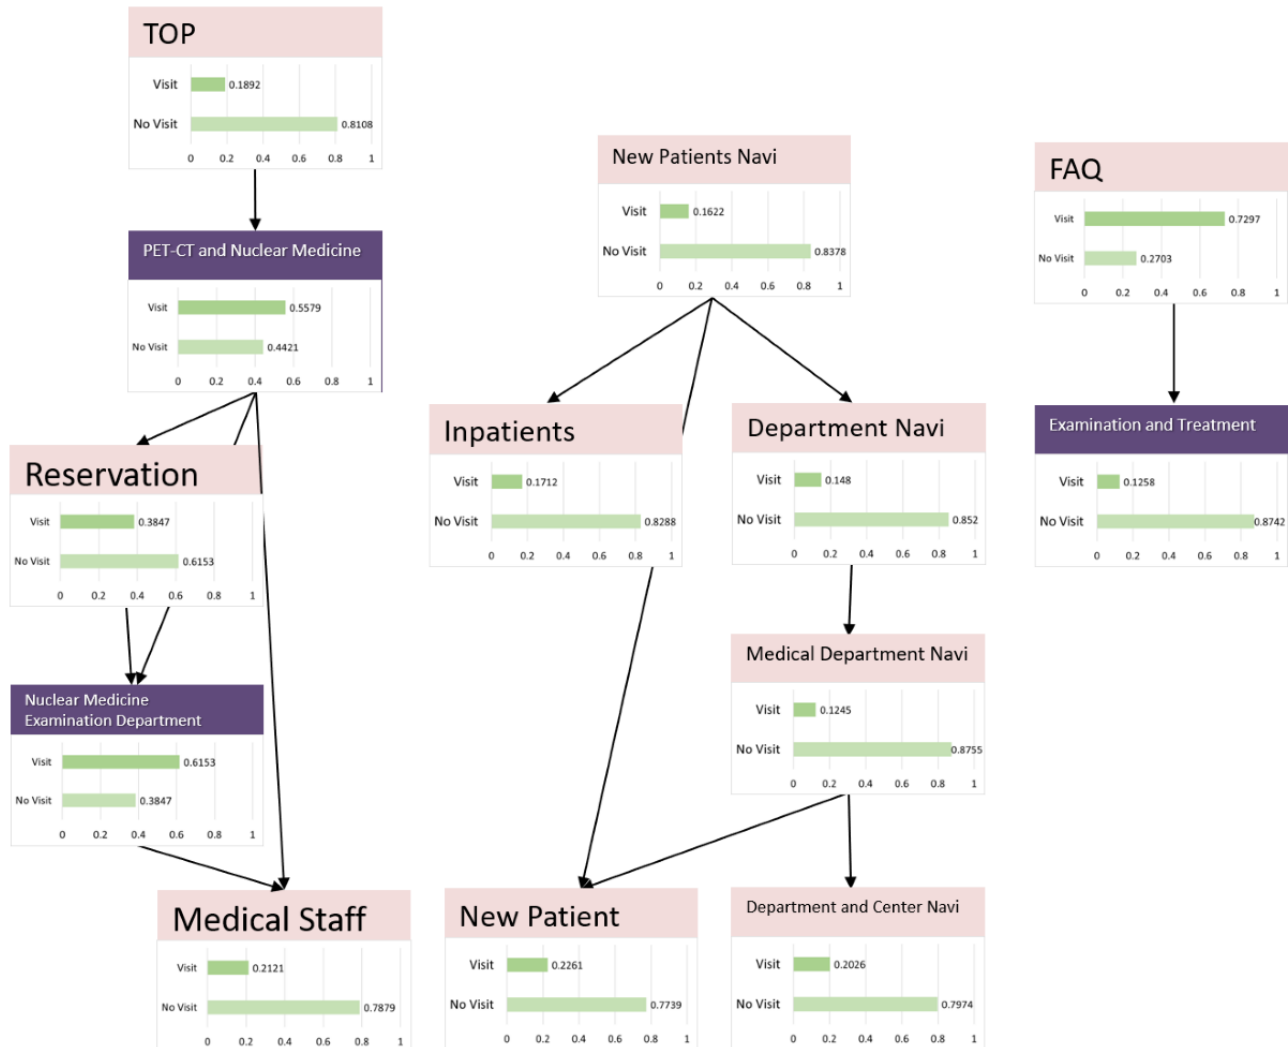 TOP
Visit 0.1892
No Visit 0.8108
0 0.2 0.4 0.6 0.8 1
New Patients Navi
Visit 0.1622
No Visit 0.8378
0 0.2 0.4 0.6 0.8 1
FAQ
Visit 0.7297
No Visit 0.2703
0 0.2 0.4 0.6 0.8 1
PET-CT and Nuclear Medicine
Visit 0.5579
No Visit 0.4421
0 0.2 0.4 0.6 0.8 1
Inpatients
Visit 0.1712
No Visit 0.8288
0 0.2 0.4 0.6 0.8 1
Department Navi
Visit 0.148
No Visit 0.852
0 0.2 0.4 0.6 0.8 1
Examination and Treatment
Visit 0.1258
No Visit 0.8742
0 0.2 0.4 0.6 0.8 1
Reservation
Visit 0.3847
No Visit 0.6153
0 0.2 0.4 0.6 0.8 1
Medical Department Navi
Visit 0.1245
No Visit 0.8755
0 0.2 0.4 0.6 0.8 1
Nuclear Medicine
Examination Department
Visit 0.6153
No Visit 0.3847
0 0.2 0.4 0.6 0.8 1
Medical Staff
Visit 0.2121
No Visit 0.7879
0 0.2 0.4 0.6 0.8 1
New Patient
Visit 0.2261
No Visit 0.7739
0 0.2 0.4 0.6 0.8 1
Department and Center Navi
Visit 0.2026
No Visit 0.7974
0 0.2 0.4 0.6 0.8 1